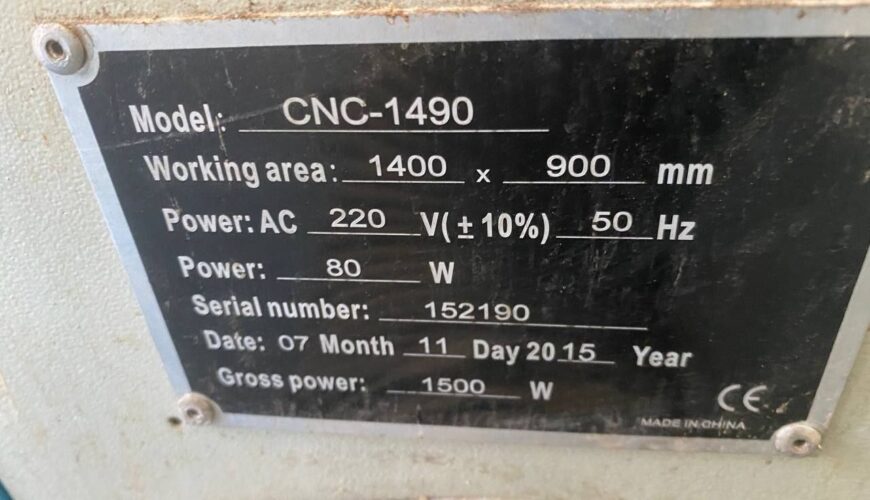 Model: CNC-1490
Working area: 1400 x 900 mm
Power: AC 220 V(±10%) 50 Hz
Power: 80 W
Serial number: 152190
Date: 07 Month 11 Day 2015 Year
Gross power: 1500 W
CE
MADE IN CHINA